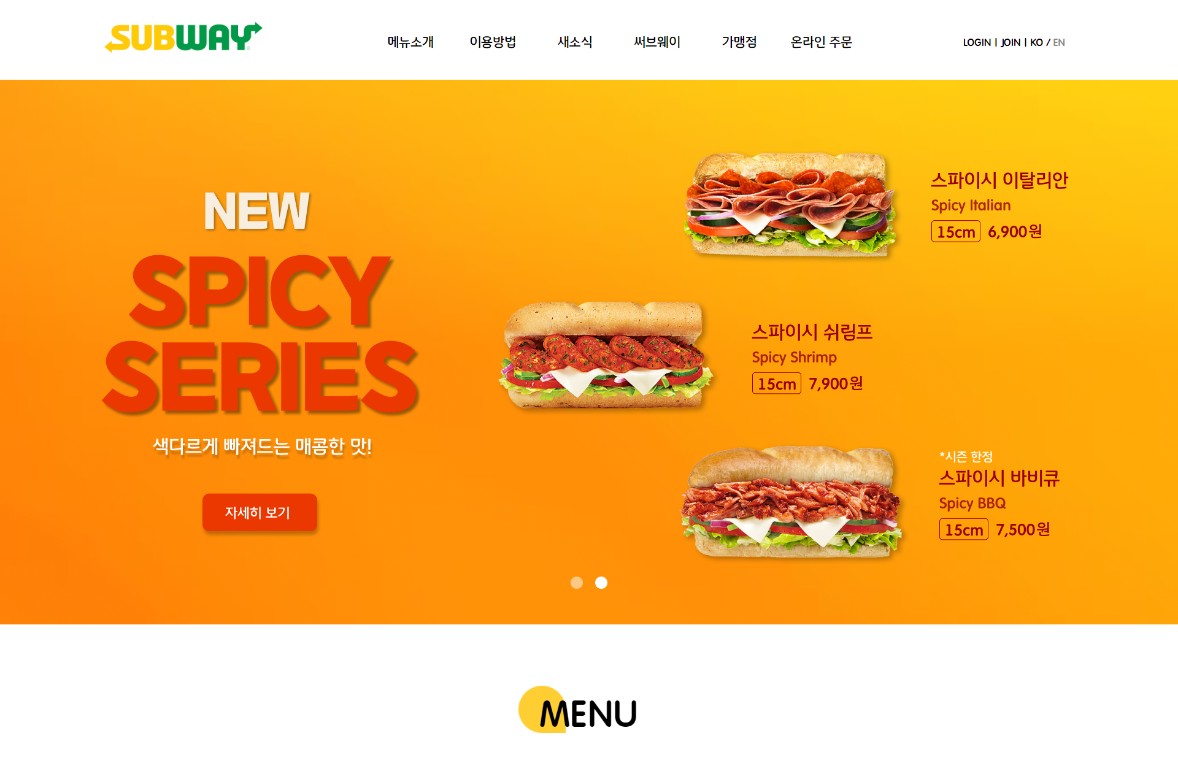 SUBWAY
메뉴소개 이용방법 새소식 써브웨이 가맹점 온라인 주문
LOGIN | JOIN | KO / EN
NEW
SPICY
SERIES
색다르게 빠져드는 매콤한 맛!
자세히 보기
스파이시 이탈리안
Spicy Italian
15cm 6,900원
스파이시 쉬림프
Spicy Shrimp
15cm 7,900원
*시즌 한정
스파이시 바비큐
Spicy BBQ
15cm 7,500원
MENU